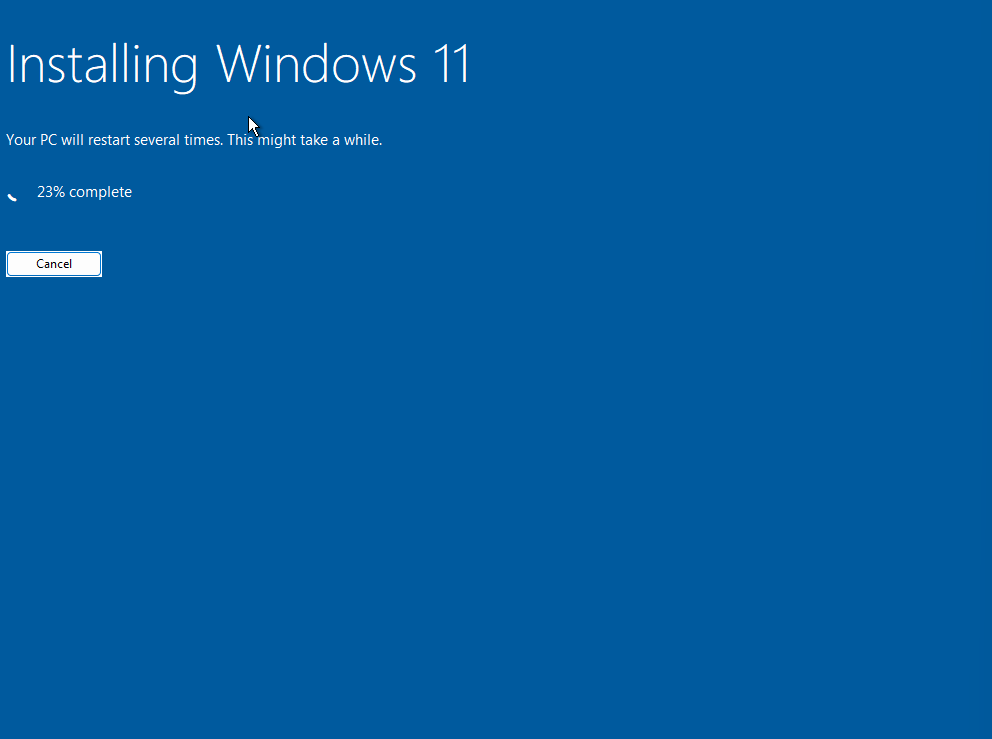 Installing Windows 11
Your PC will restart several times. This might take a while.
23% complete
Cancel